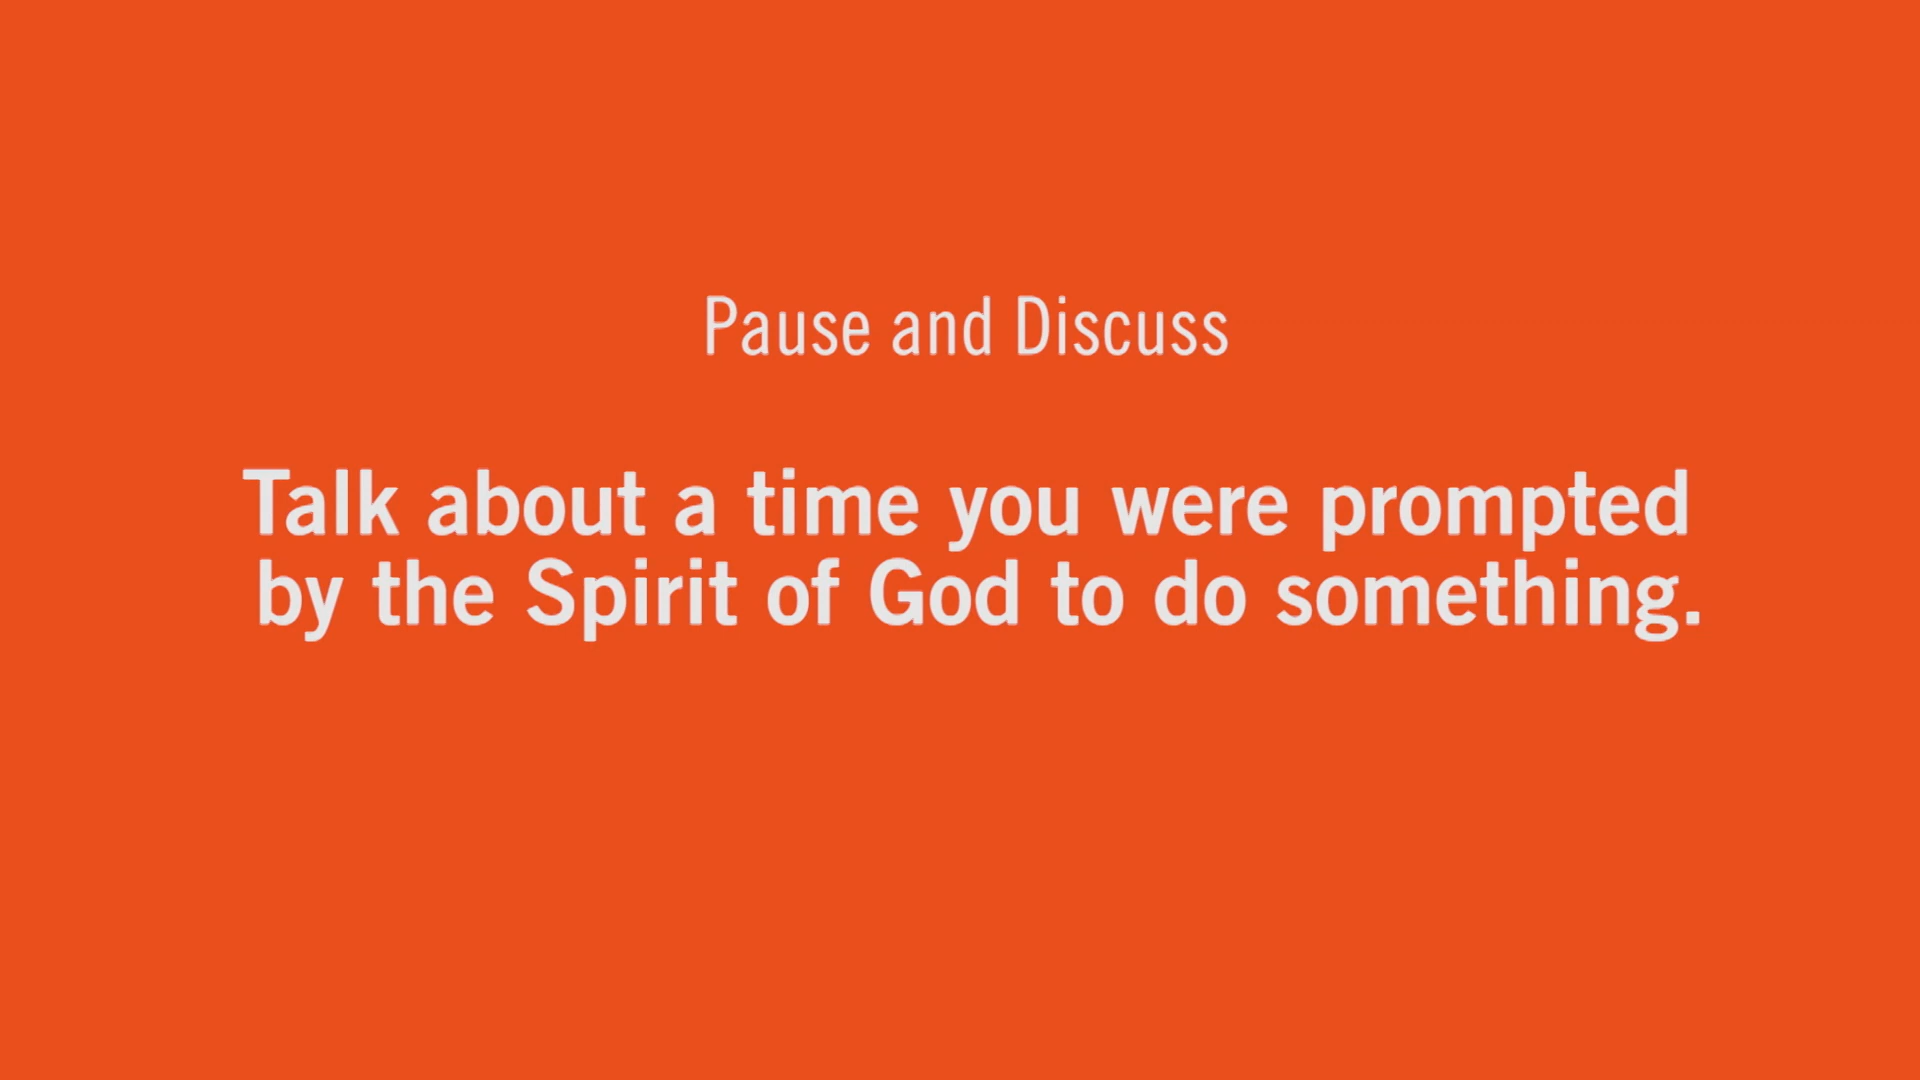 Pause and Discuss
Talk about a time you were prompted
by the Spirit of God to do something.